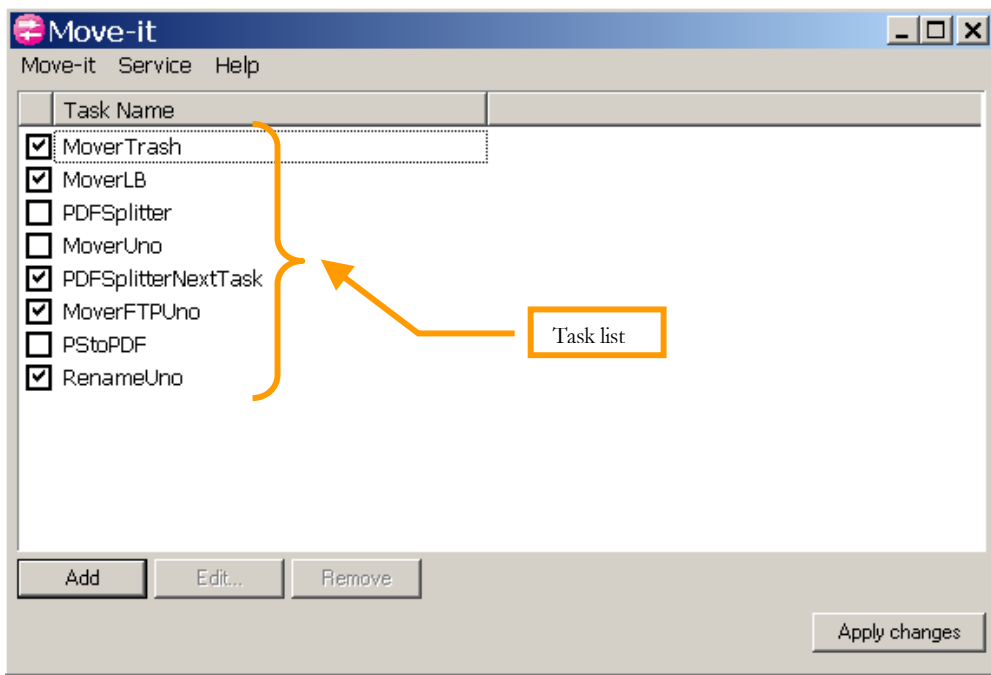 Move-it
Move-it Service Help
Task Name
MoverTrash
MoverLB
PDFSplitter
MoverUno
PDFSplitterNextTask
MoverFTPUno
PStoPDF
RenameUno
Task list
Add Edit... Remove
Apply changes